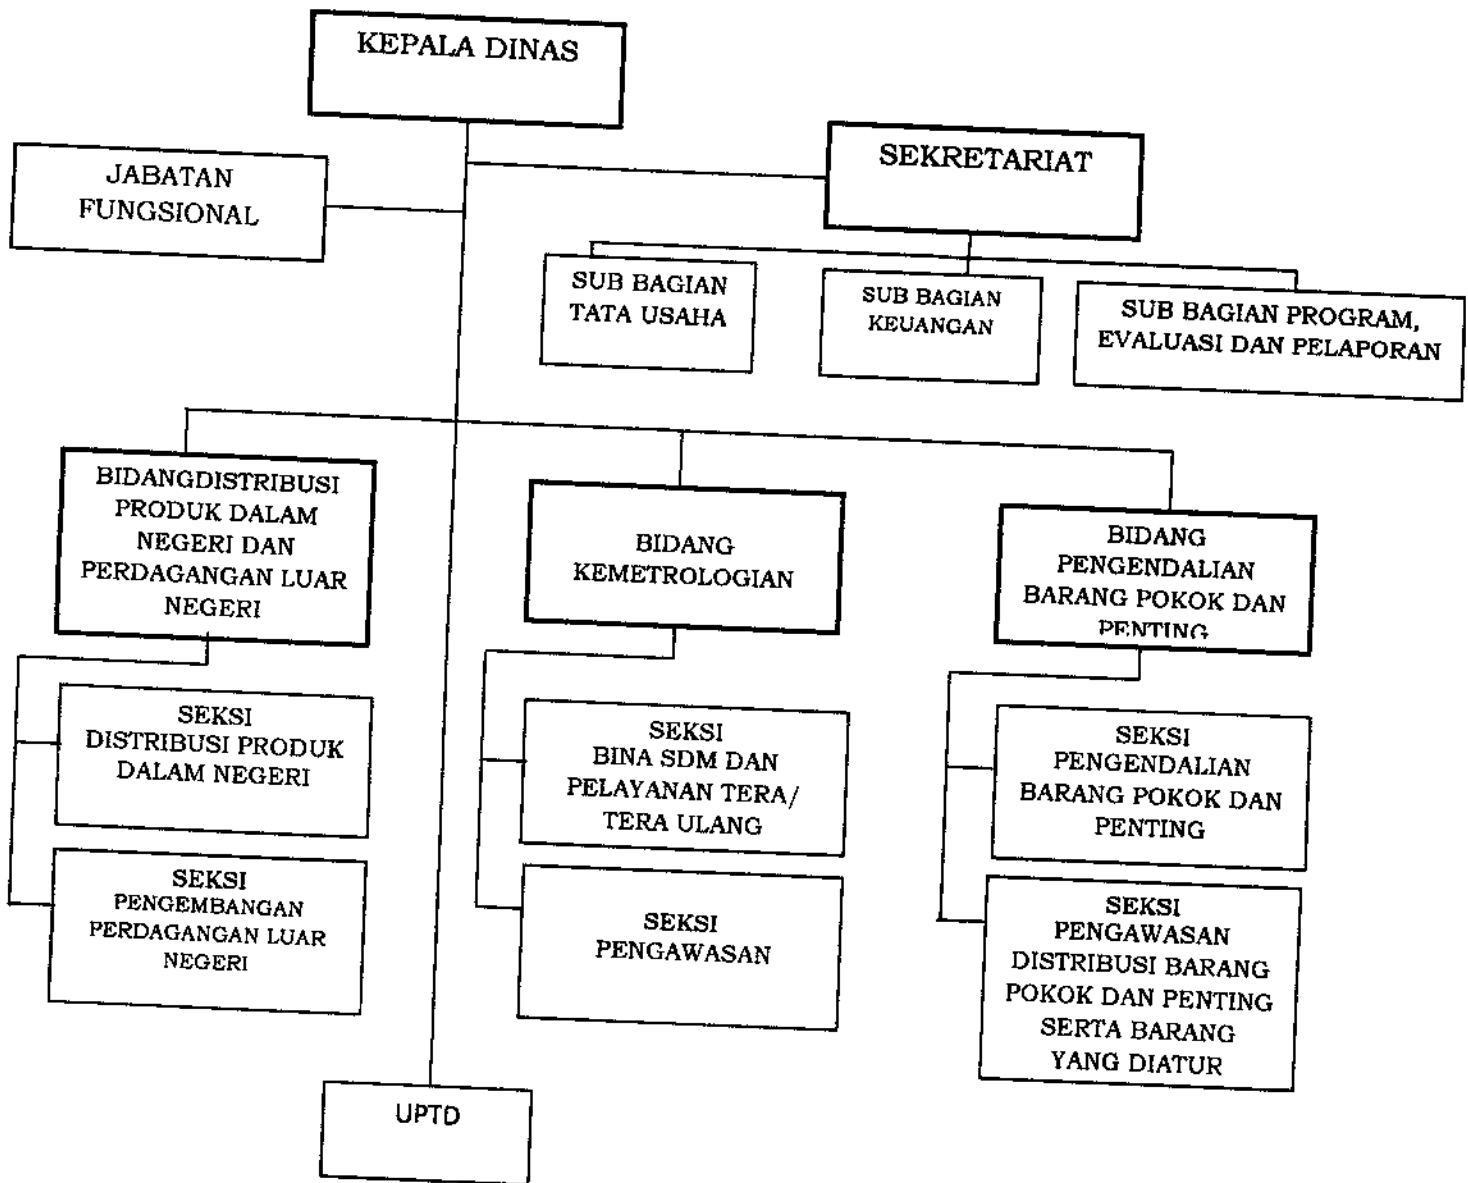 KEPALA DINAS
SEKRETARIAT
JABATAN
FUNGSIONAL
SUB BAGIAN
TATA USAHA
SUB BAGIAN
KEUANGAN
SUB BAGIAN PROGRAM,
EVALUASI DAN PELAPORAN
BIDANGDISTRIBUSI
PRODUK DALAM
NEGERI DAN
PERDAGANGAN LUAR
NEGERI
BIDANG
KEMETROLOGIAN
BIDANG
PENGENDALIAN
BARANG POKOK DAN
PENTING
SEKSI
DISTRIBUSI PRODUK
DALAM NEGERI
SEKSI
BINA SDM DAN
PELAYANAN TERA/
TERA ULANG
SEKSI
PENGENDALIAN
BARANG POKOK DAN
PENTING
SEKSI
PENGEMBANGAN
PERDAGANGAN LUAR
NEGERI
SEKSI
PENGAWASAN
SEKSI
PENGAWASAN
DISTRIBUSI BARANG
POKOK DAN PENTING
SERTA BARANG
YANG DIATUR
UPTD